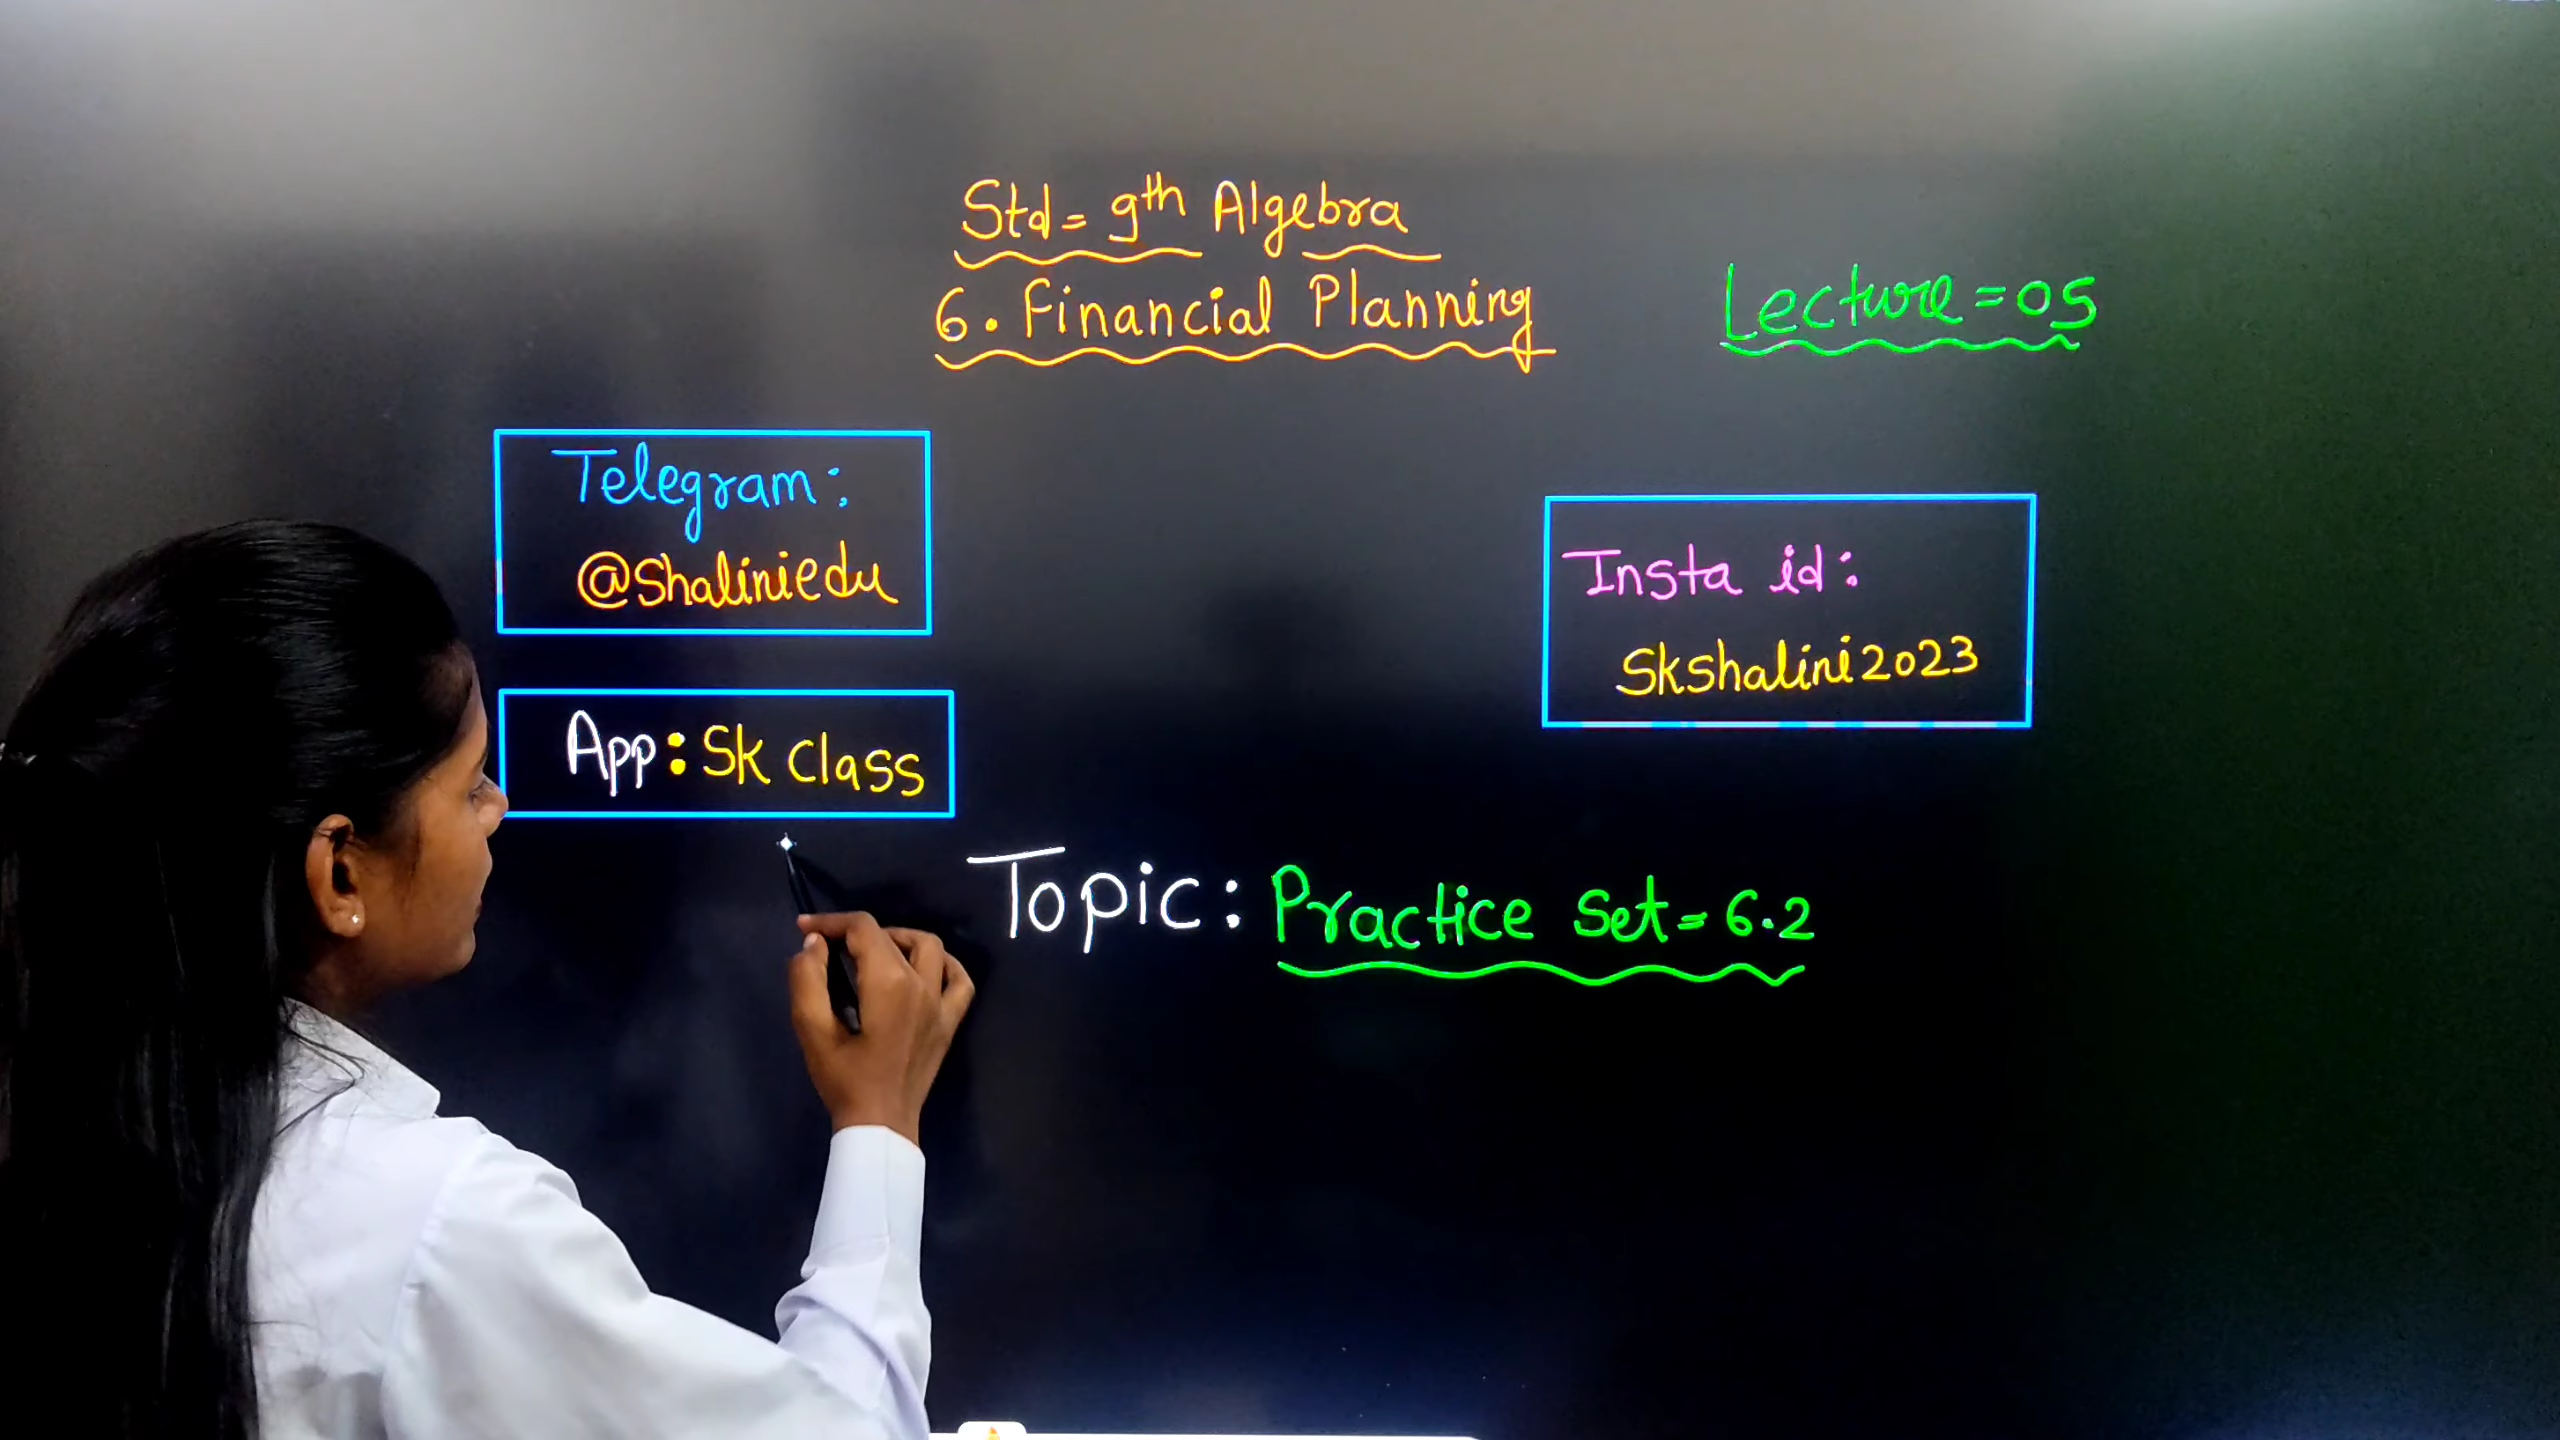 Std= 9th Algebra
6. Financial Planning
Lecture=05
Telegram:
@Shaliniedu
Insta id:
Skshalini2023
App: Sk Class
Topic: Practice Set= 6.2